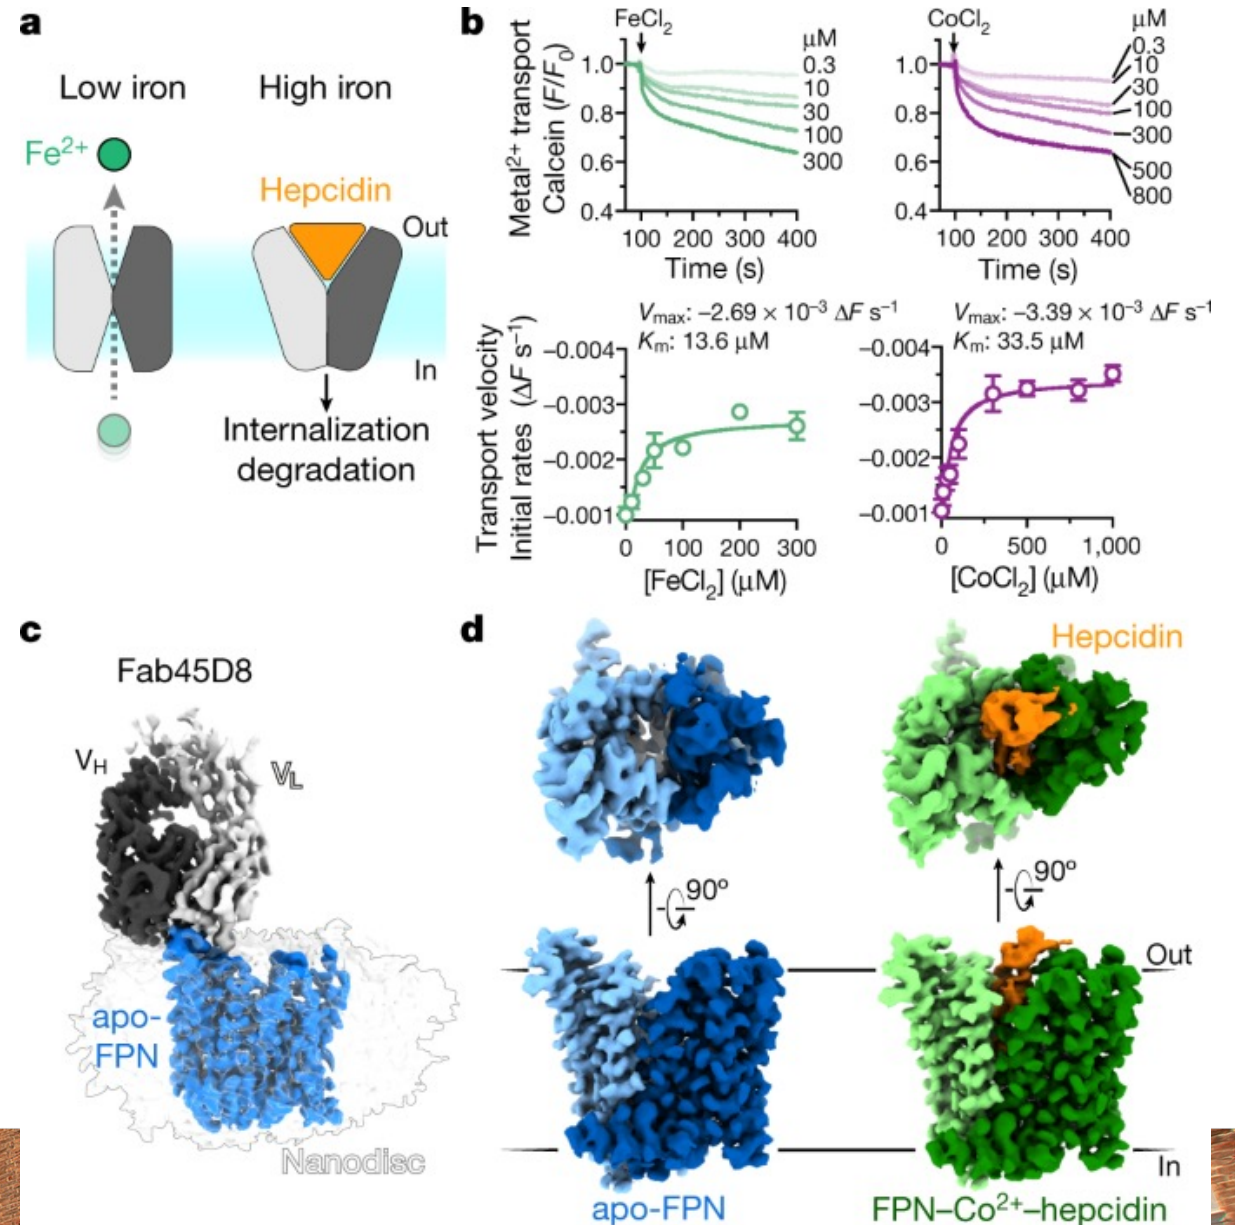 a
Low iron
High iron
Fe²⁺
Hepcidin
Out
In
Internalization
degradation
b
FeCl₂
μM
Metal²⁺ transport
Calcein (F/F₀)
1.0
0.8
0.6
0.4
0.3
10
30
100
300
100 200 300 400
Time (s)
CoCl₂
μM
1.0
0.8
0.6
0.4
0.3
10
30
100
300
500
800
100 200 300 400
Time (s)
Transport velocity
Initial rates (ΔF s⁻¹)
Vmax: −2.69 × 10⁻³ ΔF s⁻¹
Km: 13.6 μM
−0.004
−0.003
−0.002
−0.001
0 100 200 300
[FeCl₂] (μM)
Vmax: −3.39 × 10⁻³ ΔF s⁻¹
Km: 33.5 μM
−0.004
−0.003
−0.002
−0.001
0 500 1,000
[CoCl₂] (μM)
c
Fab45D8
VH
VL
apo-
FPN
Nanodisc
d
Hepcidin
90º
90º
Out
In
apo-FPN
FPN–Co²⁺–hepcidin